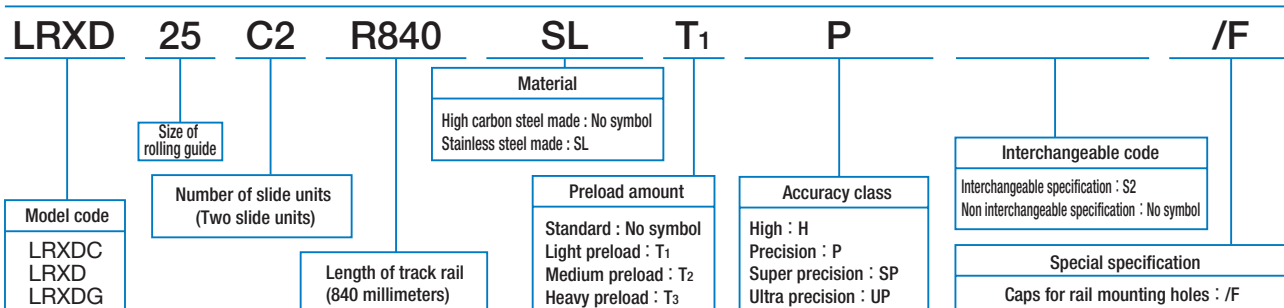 LRXD 25 C2 R840 SL T1 P /F
Material
High carbon steel made : No symbol
Stainless steel made : SL
Size of
rolling guide
Interchangeable code
Interchangeable specification : S2
Non interchangeable specification : No symbol
Number of slide units
(Two slide units)
Preload amount
Standard : No symbol
Light preload : T1
Medium preload : T2
Heavy preload : T3
Accuracy class
High : H
Precision : P
Super precision : SP
Ultra precision : UP
Model code
LRXDC
LRXD
LRXDG
Length of track rail
(840 millimeters)
Special specification
Caps for rail mounting holes : /F